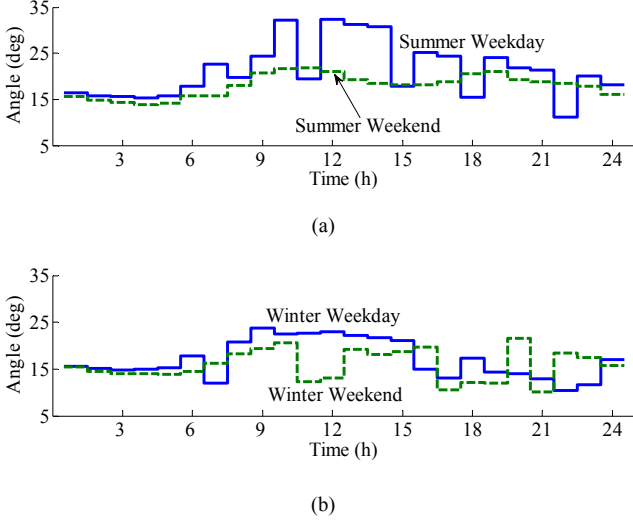 35
25
15
5
Angle (deg)
Summer Weekday
Summer Weekend
3 6 9 12 15 18 21 24
Time (h)
(a)
35
25
15
5
Angle (deg)
Winter Weekday
Winter Weekend
3 6 9 12 15 18 21 24
Time (h)
(b)